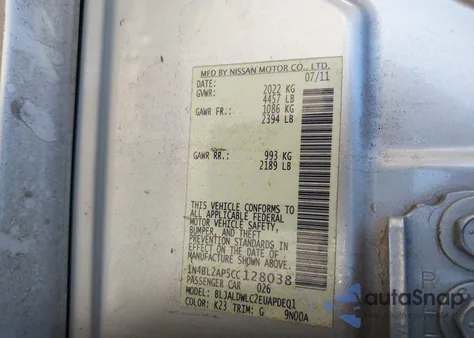 MFD BY NISSAN MOTOR CO., LTD.
DATE: 07/11
GVWR: 2022 KG
4457 LB
GAWR FR.: 1086 KG
2394 LB
GAWR RR.: 993 KG
2189 LB
THIS VEHICLE CONFORMS TO
ALL APPLICABLE FEDERAL
MOTOR VEHICLE SAFETY,
BUMPER, AND THEFT
PREVENTION STANDARDS IN
EFFECT ON THE DATE OF
MANUFACTURE SHOWN ABOVE.
1N4BL2AP5CC128038
PASSENGER CAR 026
MODEL: BLJALDWLC2EUAPDEQ1
COLOR: K23 TRIM: G 9N00A
autoSnap